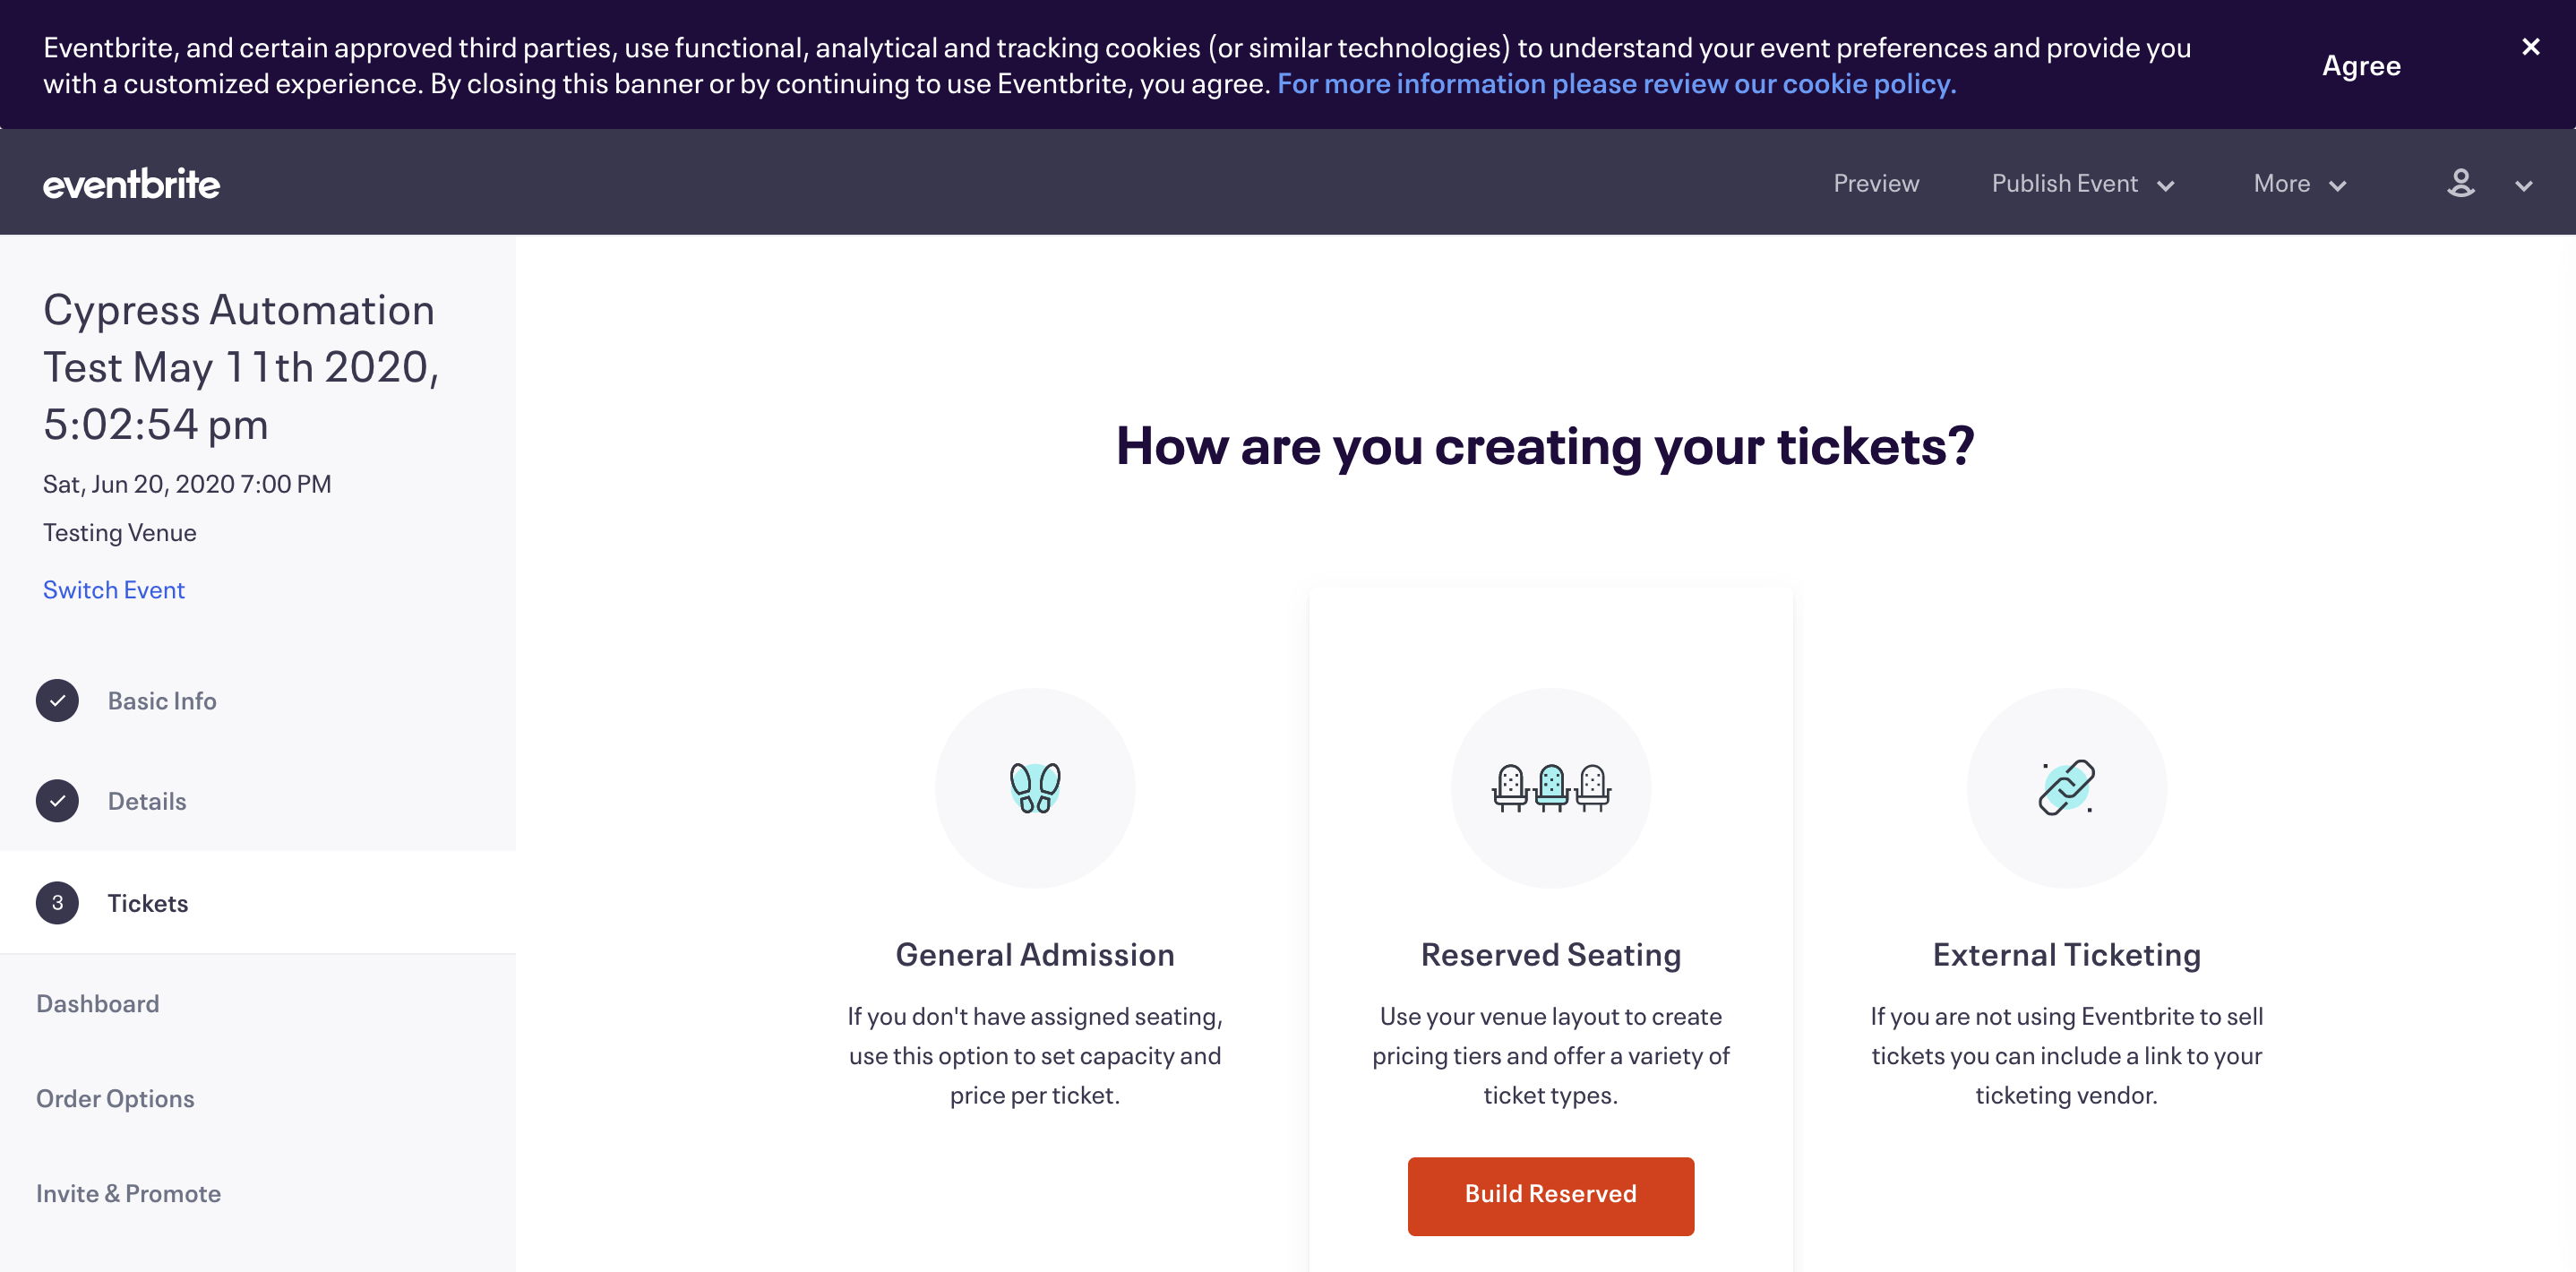 Eventbrite, and certain approved third parties, use functional, analytical and tracking cookies (or similar technologies) to understand your event preferences and provide you
with a customized experience. By closing this banner or by continuing to use Eventbrite, you agree. For more information please review our cookie policy.
Agree
eventbrite
Preview
Publish Event
More
Cypress Automation
Test May 11th 2020,
5:02:54 pm
Sat, Jun 20, 2020 7:00 PM
Testing Venue
Switch Event
Basic Info
Details
3 Tickets
Dashboard
Order Options
Invite & Promote
How are you creating your tickets?
General Admission
If you don't have assigned seating,
use this option to set capacity and
price per ticket.
Reserved Seating
Use your venue layout to create
pricing tiers and offer a variety of
ticket types.
Build Reserved
External Ticketing
If you are not using Eventbrite to sell
tickets you can include a link to your
ticketing vendor.